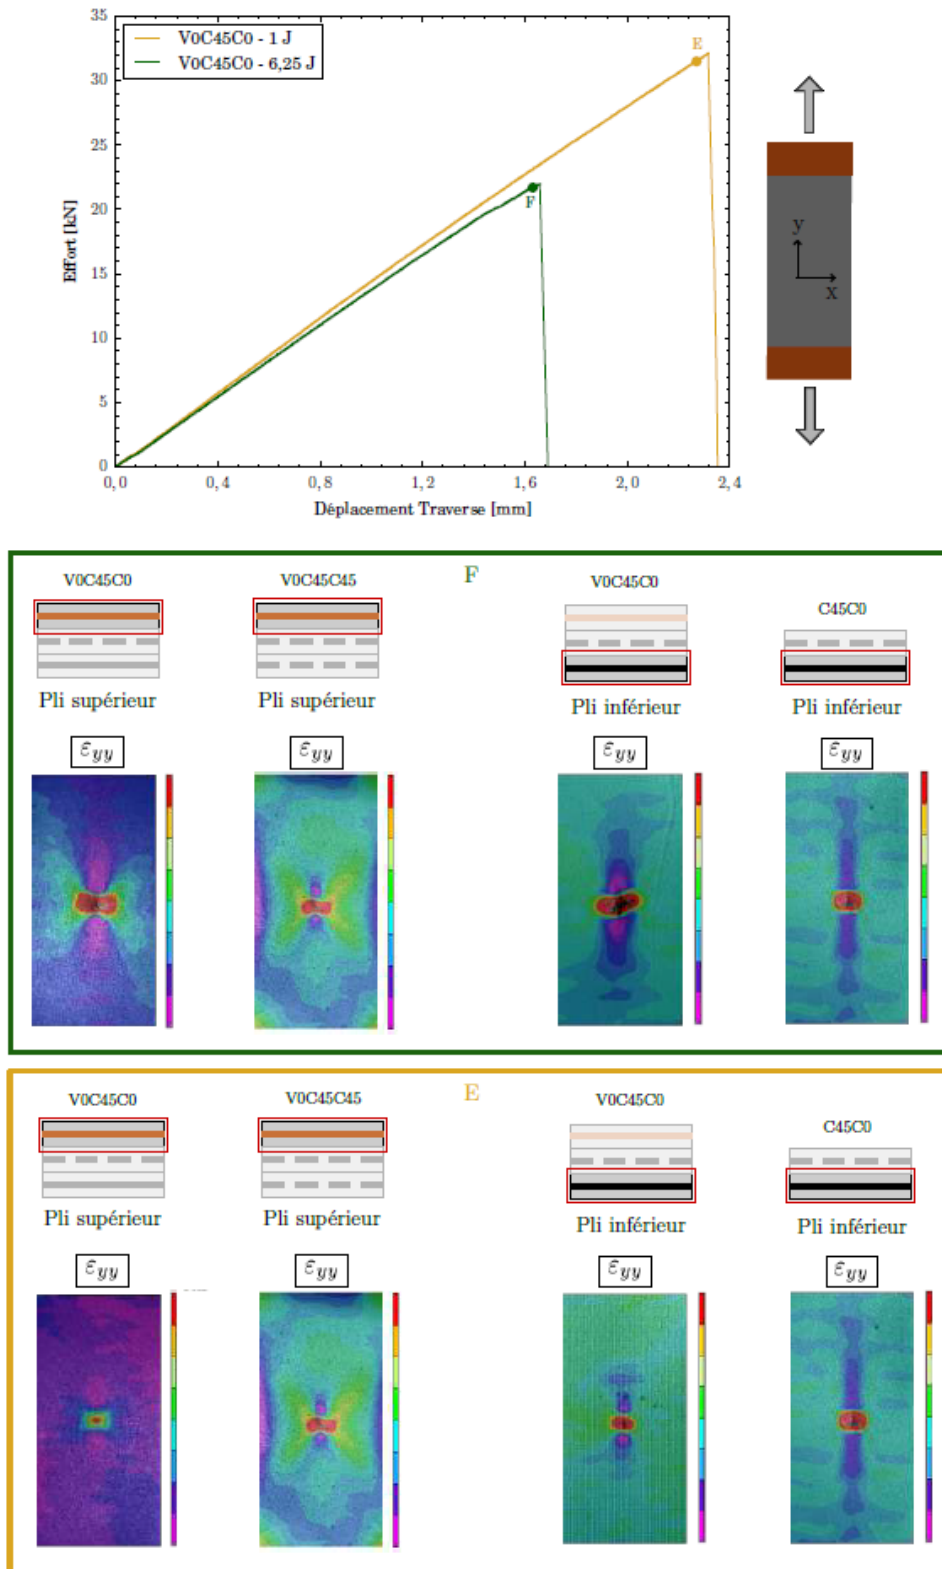 35
30
25
20
15
10
5
0
Effort [kN]
V0C45C0 - 1 J
V0C45C0 - 6,25 J
E
F
0,0 0,4 0,8 1,2 1,6 2,0 2,4
Déplacement Traverse [mm]
y
x
F
V0C45C0 V0C45C45 V0C45C0 C45C0
Pli supérieur Pli supérieur Pli inférieur Pli inférieur
εyy εyy εyy εyy
E
V0C45C0 V0C45C45 V0C45C0 C45C0
Pli supérieur Pli supérieur Pli inférieur Pli inférieur
εyy εyy εyy εyy